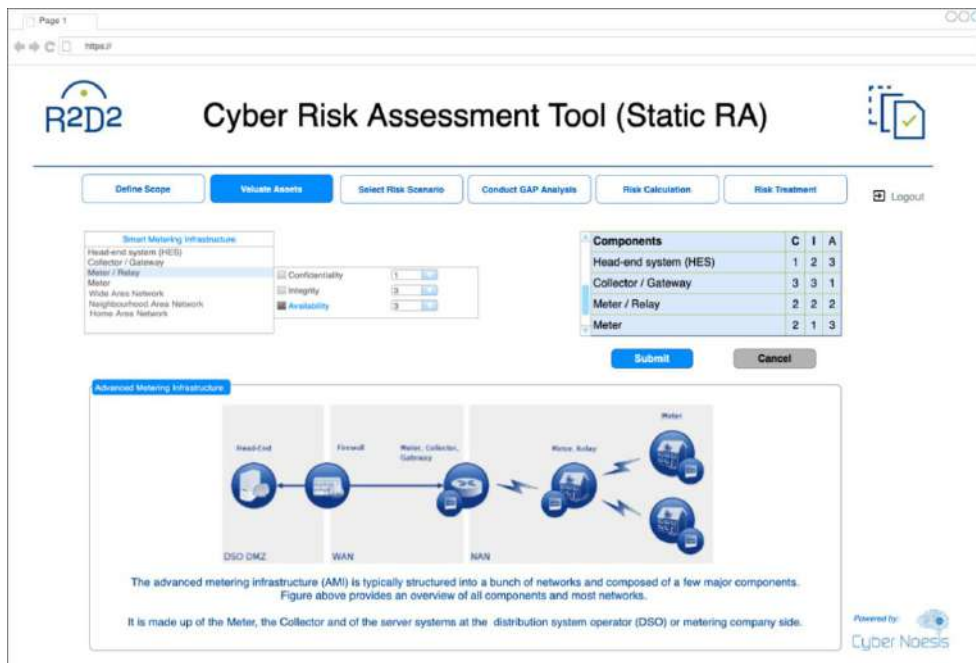 Page 1
https://
R2D2
Cyber Risk Assessment Tool (Static RA)
Define Scope
Valuate Assets
Select Risk Scenario
Conduct GAP Analysis
Risk Calculation
Risk Treatment
Logout
Smart Metering Infrastructure
Head-end system (HES)
Collector / Gateway
Meter / Relay
Meter
Wide Area Network
Neighbourhood Area Network
Home Area Network
Confidentiality 1
Integrity 3
Availability 3
Components C I A
Head-end system (HES) 1 2 3
Collector / Gateway 3 3 1
Meter / Relay 2 2 2
Meter 2 1 3
Submit
Cancel
Advanced Metering Infrastructure
Meter
Head-End
Firewall
Meter, Collector,
Gateway
Meter, Relay
DSO DMZ
WAN
NAN
The advanced metering infrastructure (AMI) is typically structured into a bunch of networks and composed of a few major components.
Figure above provides an overview of all components and most networks.
It is made up of the Meter, the Collector and of the server systems at the distribution system operator (DSO) or metering company side.
Powered by:
Cyber Noesis